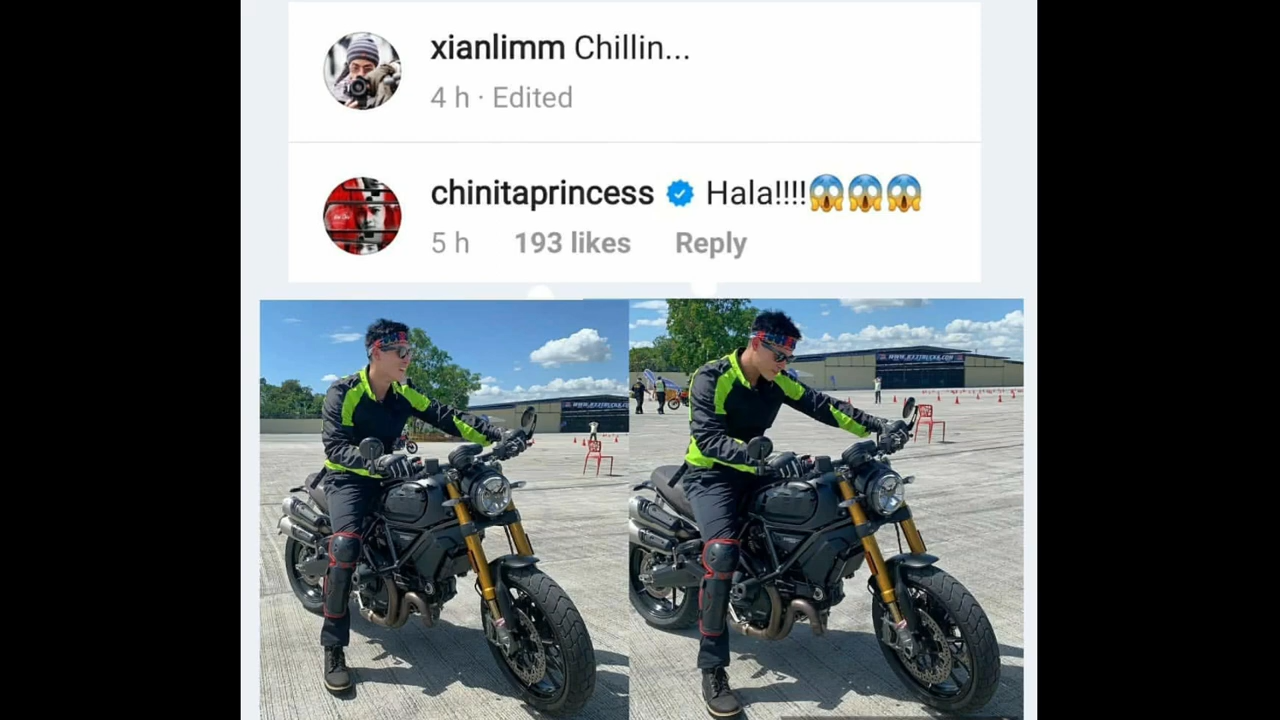 xianlimm Chillin...
4 h · Edited
chinitaprincess Hala!!!!😱😱😱
5 h 193 likes Reply